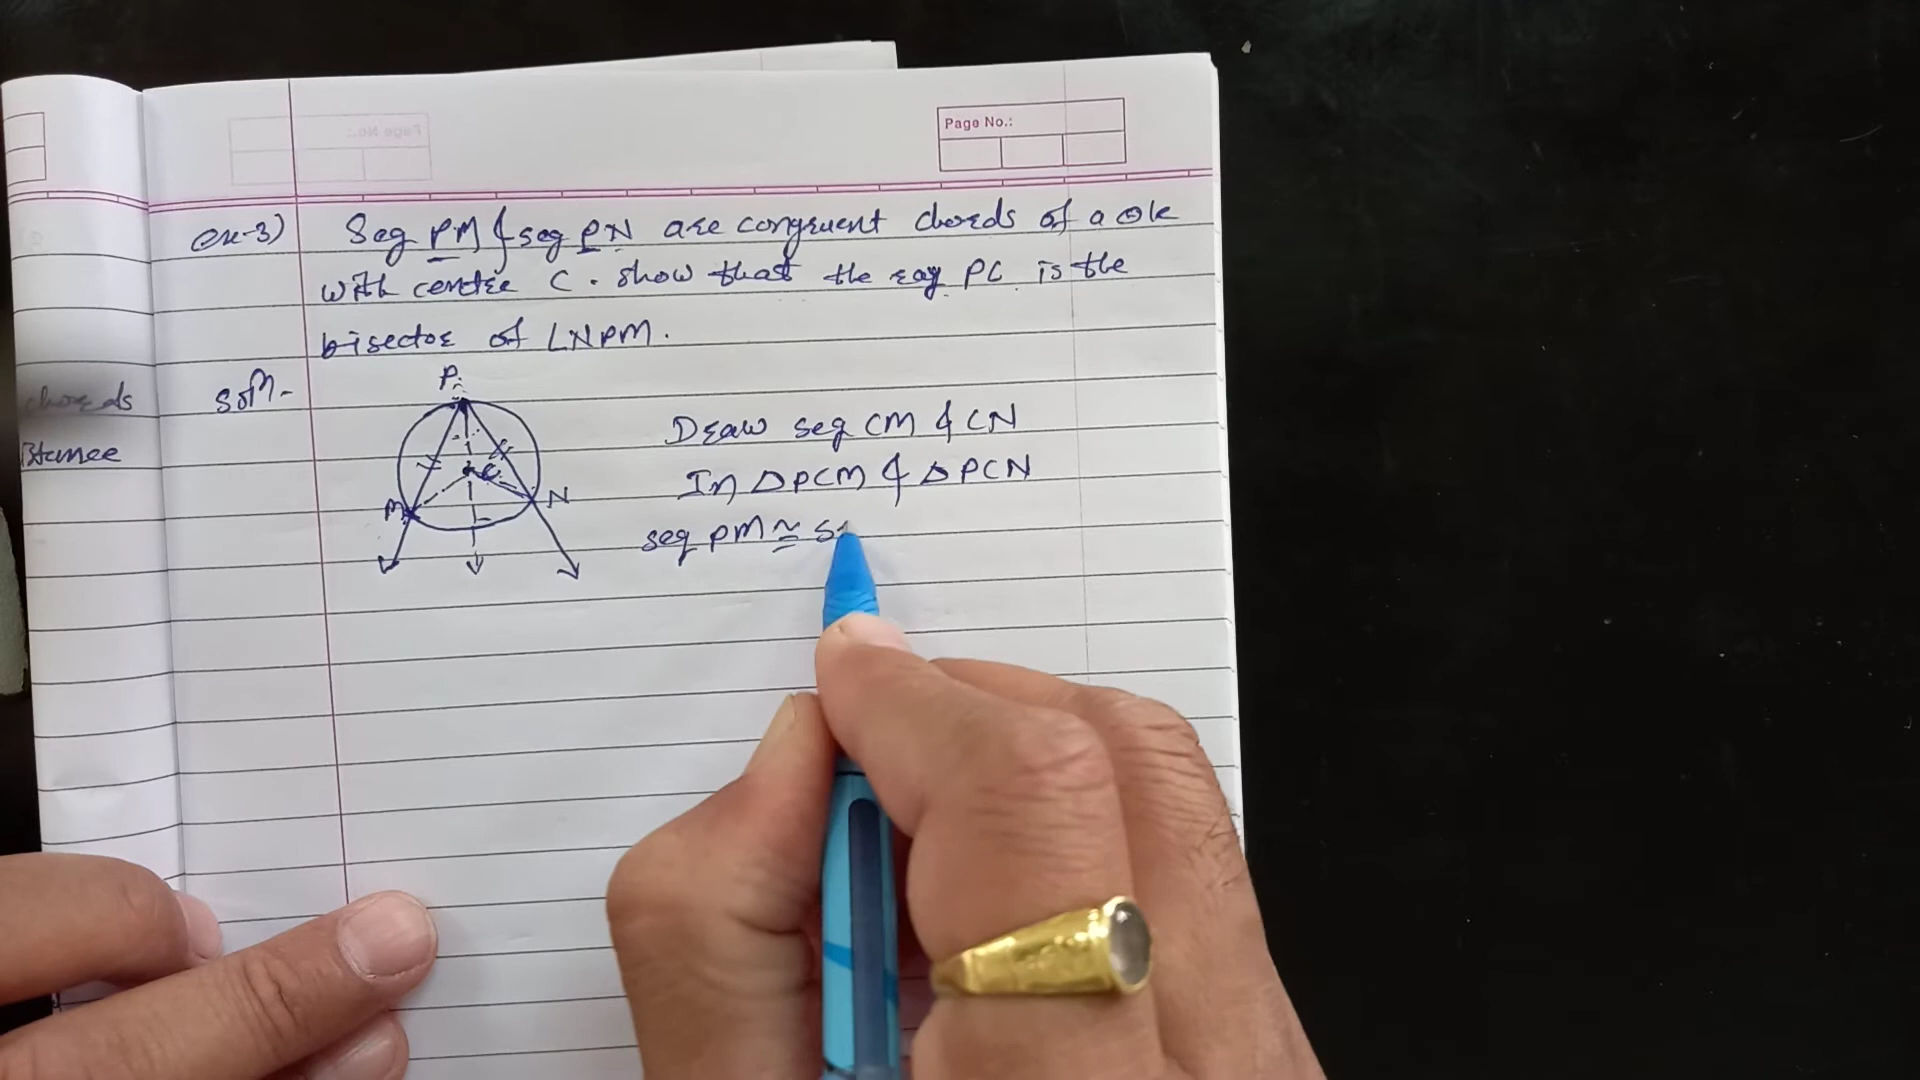 Page No.:
ex-3) Seg PM & seg PN are congruent chords of a ⊙le
with centre C. show that the ray PC is the
bisector of ∠NPM.
chords
soln-
P
Draw seg CM & CN
stance
C
In △PCM & △PCN
M
N
seg PM ≅ s